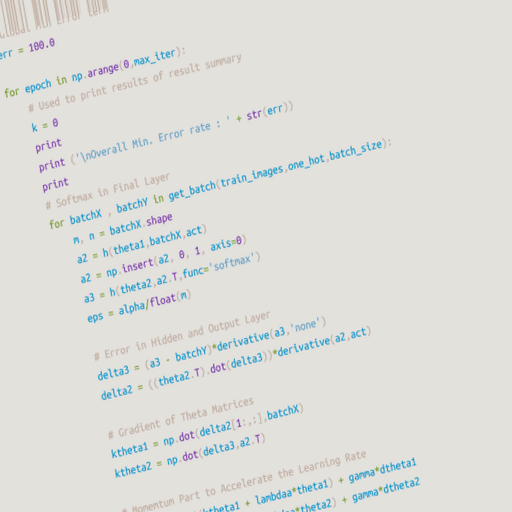 # Global Min Error term
err = 100.0
for epoch in np.arange(0,max_iter):
# Used to print results of result summary
k = 0
print
print ('\nOverall Min. Error rate : ' + str(err))
print
# Softmax in Final Layer
for batchX , batchY in get_batch(train_images,one_hot,batch_size):
m, n = batchX.shape
a2 = h(theta1,batchX,act)
a2 = np.insert(a2, 0, 1, axis=0)
a3 = h(theta2,a2.T,func='softmax')
eps = alpha/float(m)
# Error in Hidden and Output Layer
delta3 = (a3 - batchY)*derivative(a3,'none')
delta2 = ((theta2.T).dot(delta3))*derivative(a2,act)
# Gradient of Theta Matrices
ktheta1 = np.dot(delta2[1:,:],batchX)
ktheta2 = np.dot(delta3,a2.T)
# Momentum Part to Accelerate the Learning Rate
(ktheta1 + lambdaa*theta1) + gamma*dtheta1
*theta2) + gamma*dtheta2